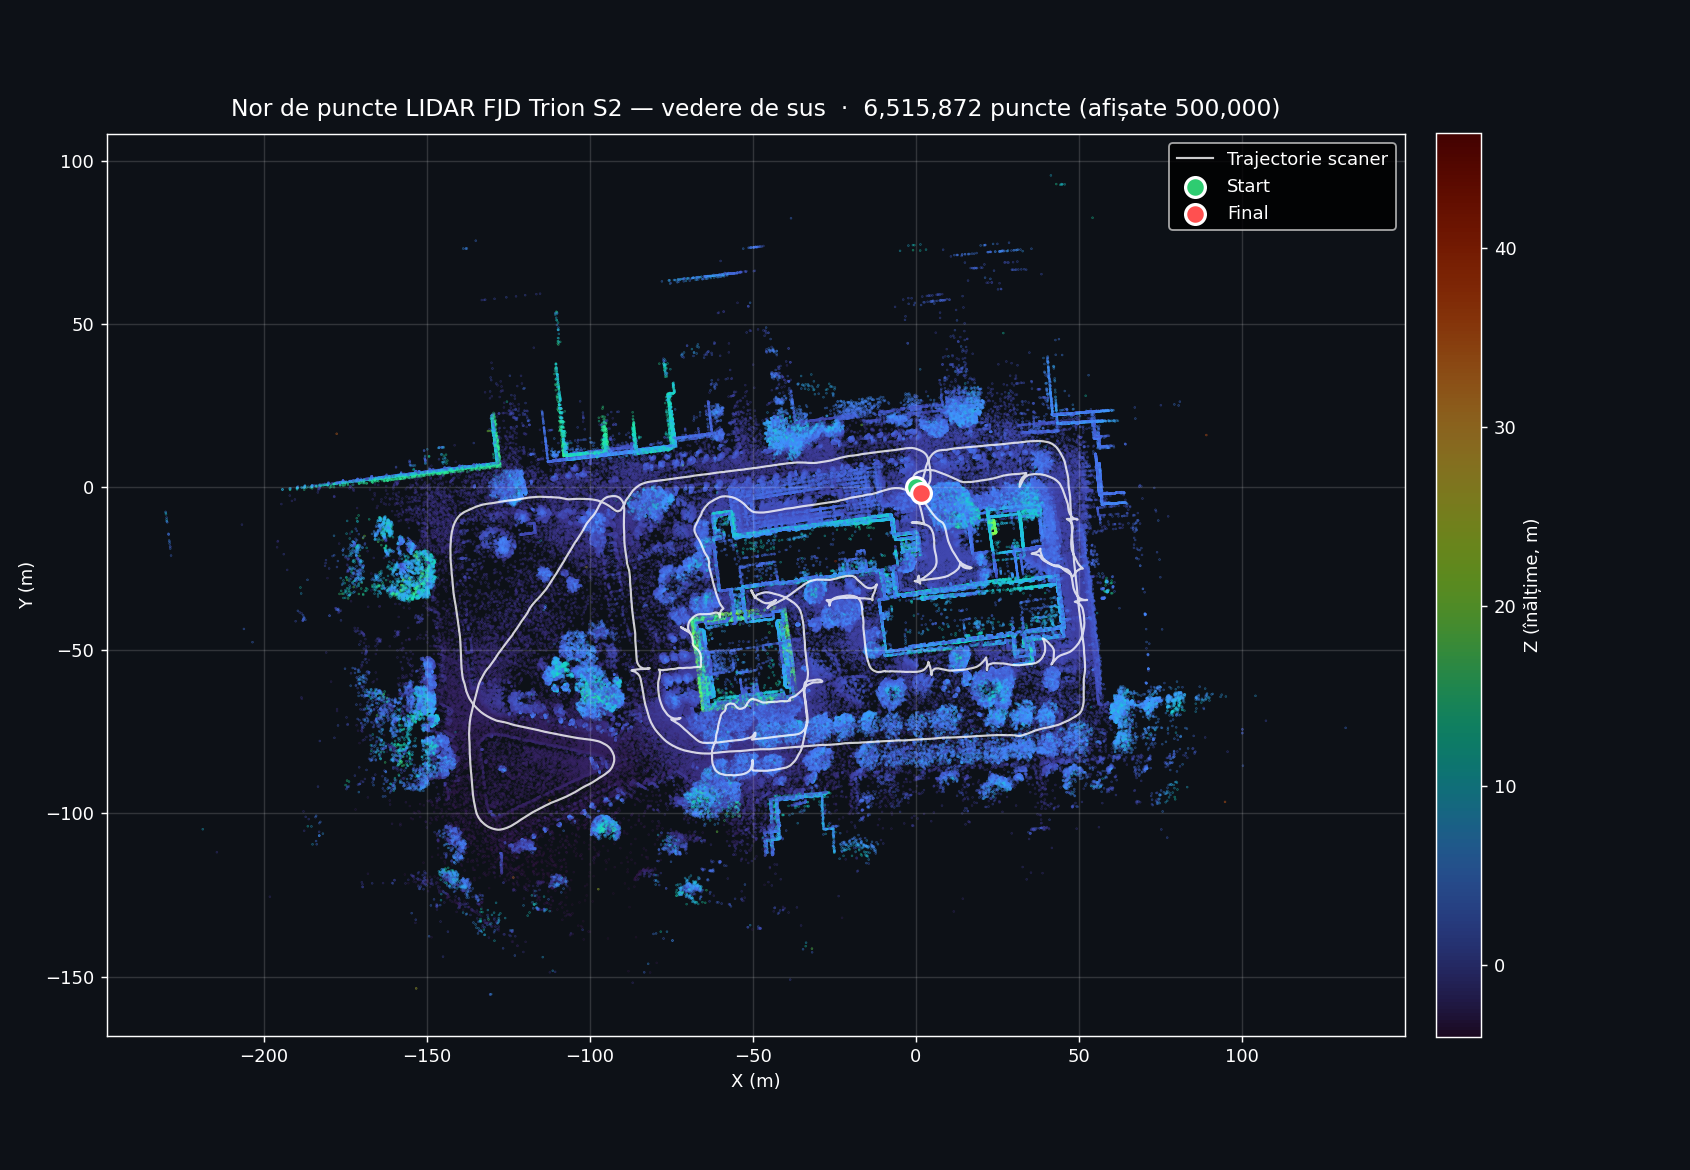 Nor de puncte LIDAR FJD Trion S2 — vedere de sus · 6,515,872 puncte (afișate 500,000)
Trajectorie scaner
Start
Final
100
50
0
−50
−100
−150
Y (m)
−200
−150
−100
−50
0
50
100
X (m)
40
30
20
10
0
Z (înălțime, m)